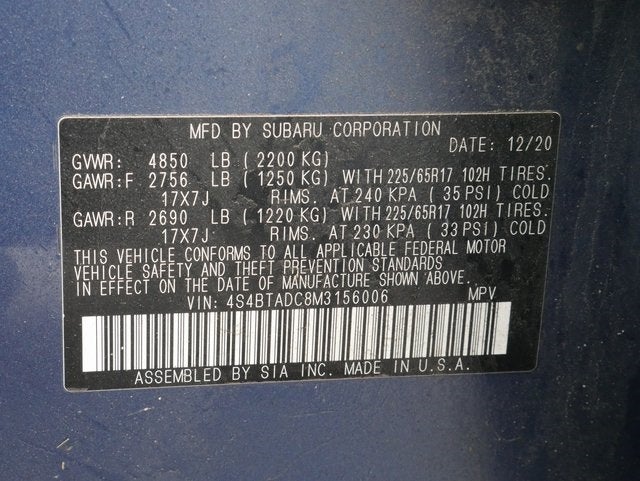 MFD BY SUBARU CORPORATION
DATE: 12/20
GVWR: 4850 LB (2200 KG)
GAWR:F 2756 LB (1250 KG) WITH 225/65R17 102H TIRES.
17X7J RIMS. AT 240 KPA (35 PSI) COLD
GAWR:R 2690 LB (1220 KG) WITH 225/65R17 102H TIRES.
17X7J RIMS. AT 230 KPA (33 PSI) COLD
THIS VEHICLE CONFORMS TO ALL APPLICABLE FEDERAL MOTOR
VEHICLE SAFETY AND THEFT PREVENTION STANDARDS
IN EFFECT ON THE DATE OF MANUFACTURE SHOWN ABOVE.
VIN: 4S4BTADC8M3156006 MPV
ASSEMBLED BY SIA INC. MADE IN U.S.A.